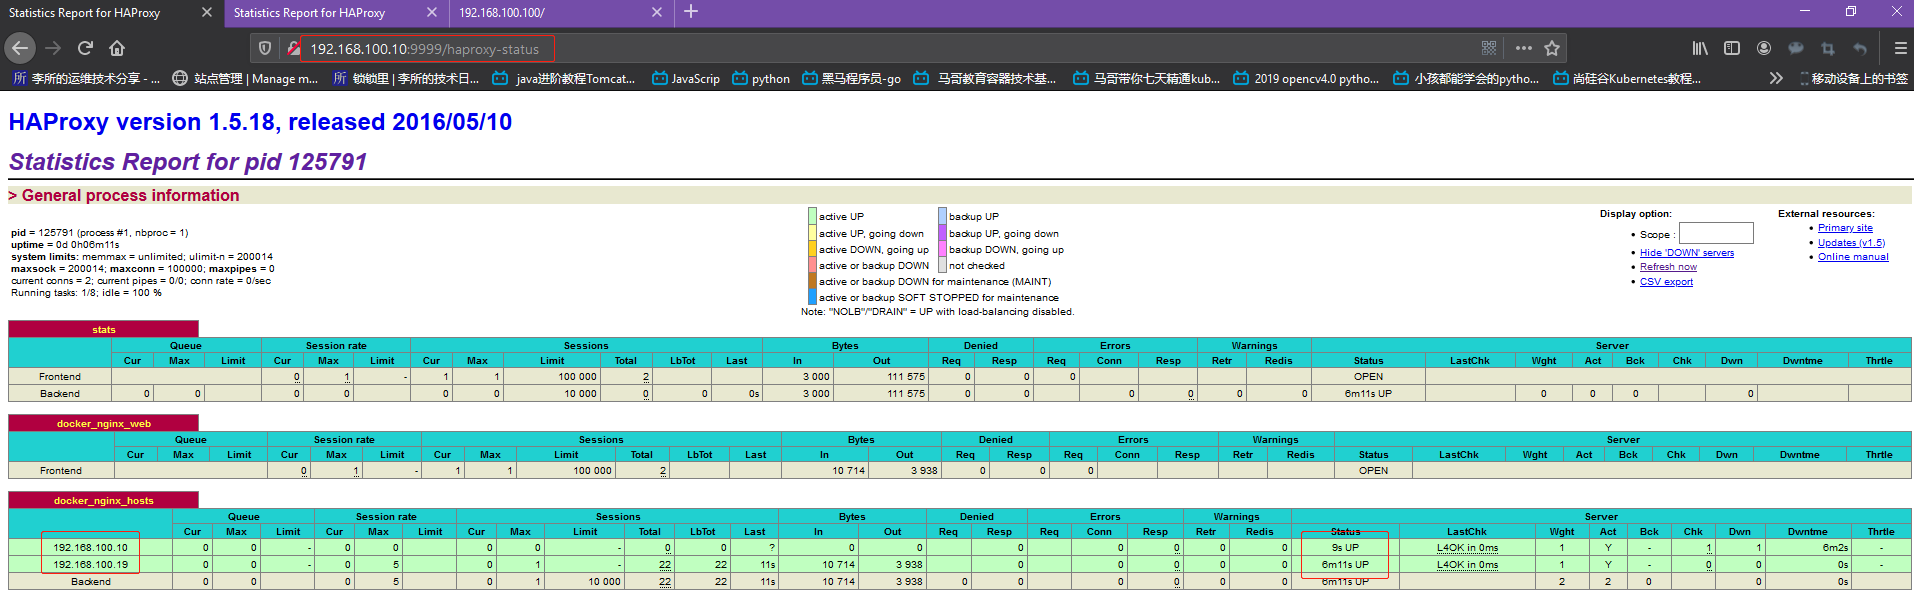 Statistics Report for HAProxy
Statistics Report for HAProxy
192.168.100.100/
192.168.100.10:9999/haproxy-status
李所的运维技术分享 - ...
站点管理 | Manage m...
锁锁里 | 李所的技术日...
java进阶教程Tomcat...
JavaScrip
python
黑马程序员-go
马哥教育容器技术基...
马哥带你七天精通kub...
2019 opencv4.0 pytho...
小孩都能学会的pytho...
尚硅谷Kubernetes教程...
移动设备上的书签
HAProxy version 1.5.18, released 2016/05/10
Statistics Report for pid 125791
> General process information
pid = 125791 (process #1, nbproc = 1)
uptime = 0d 0h06m11s
system limits: memmax = unlimited; ulimit-n = 200014
maxsock = 200014; maxconn = 100000; maxpipes = 0
current conns = 2; current pipes = 0/0; conn rate = 0/sec
Running tasks: 1/8; idle = 100 %
active UP
backup UP
active UP, going down
backup UP, going down
active DOWN, going up
backup DOWN, going up
active or backup DOWN
not checked
active or backup DOWN for maintenance (MAINT)
active or backup SOFT STOPPED for maintenance
Note: "NOLB"/"DRAIN" = UP with load-balancing disabled.
Display option:
Scope :
Hide 'DOWN' servers
Refresh now
CSV export
External resources:
Primary site
Updates (v1.5)
Online manual
stats
Queue Session rate Sessions Bytes Denied Errors Warnings Server
Cur Max Limit Cur Max Limit Cur Max Limit Total LbTot Last In Out Req Resp Req Conn Resp Retr Redis Status LastChk Wght Act Bck Chk Dwn Dwntme Thrtle
Frontend 0 1 - 1 1 100 000 2 3 000 111 575 0 0 0 OPEN
Backend 0 0 0 0 0 0 10 000 0 0 0s 3 000 111 575 0 0 0 0 0 0 6m11s UP 0 0 0 0
docker_nginx_web
Queue Session rate Sessions Bytes Denied Errors Warnings Server
Cur Max Limit Cur Max Limit Cur Max Limit Total LbTot Last In Out Req Resp Req Conn Resp Retr Redis Status LastChk Wght Act Bck Chk Dwn Dwntme Thrtle
Frontend 0 1 - 1 1 100 000 2 10 714 3 938 0 0 0 OPEN
docker_nginx_hosts
Queue Session rate Sessions Bytes Denied Errors Warnings Server
Cur Max Limit Cur Max Limit Cur Max Limit Total LbTot Last In Out Req Resp Req Conn Resp Retr Redis Status LastChk Wght Act Bck Chk Dwn Dwntme Thrtle
192.168.100.10 0 0 - 0 0 0 0 - 0 0 ? 0 0 0 0 0 0 0 9s UP L4OK in 0ms 1 Y - 1 1 6m2s -
192.168.100.19 0 0 - 0 5 0 1 - 22 22 11s 10 714 3 938 0 0 0 0 0 6m11s UP L4OK in 0ms 1 Y - 0 0 0s -
Backend 0 0 0 5 0 1 10 000 22 22 11s 10 714 3 938 0 0 0 0 0 0 6m11s UP 2 2 0 0 0s